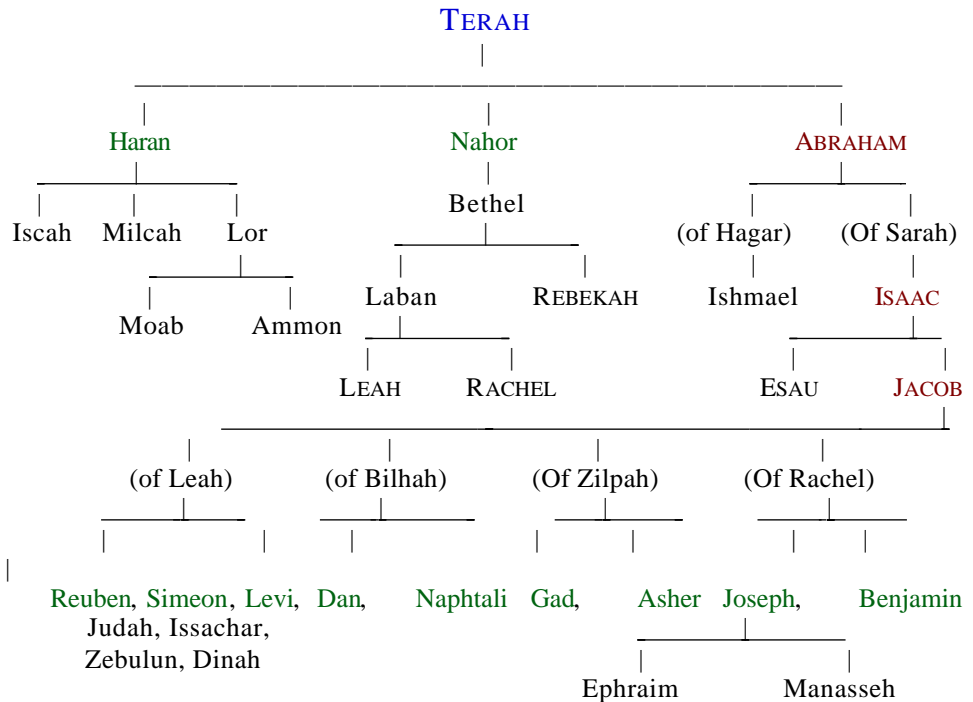 TERAH
Haran Nahor ABRAHAM
Iscah Milcah Lor Bethel (of Hagar) (Of Sarah)
Moab Ammon Laban REBEKAH Ishmael ISAAC
LEAH RACHEL ESAU JACOB
(of Leah) (of Bilhah) (Of Zilpah) (Of Rachel)
Reuben, Simeon, Levi, Dan, Naphtali Gad, Asher Joseph, Benjamin
Judah, Issachar,
Zebulun, Dinah
Ephraim Manasseh